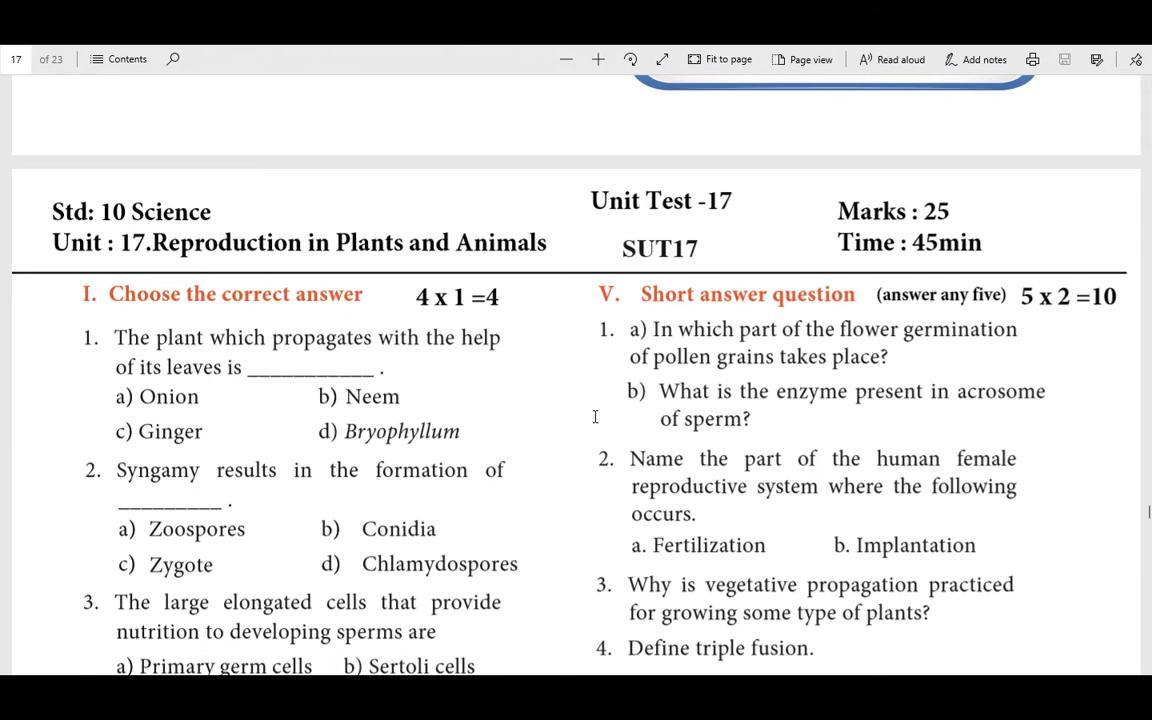 17 of 23 Contents Fit to page Page view Read aloud Add notes
Std: 10 Science
Unit : 17.Reproduction in Plants and Animals
Unit Test -17
SUT17
Marks : 25
Time : 45min
I. Choose the correct answer 4 x 1 =4
1. The plant which propagates with the help
of its leaves is ___________ .
a) Onion b) Neem
c) Ginger d) Bryophyllum
2. Syngamy results in the formation of
_________ .
a) Zoospores b) Conidia
c) Zygote d) Chlamydospores
3. The large elongated cells that provide
nutrition to developing sperms are
a) Primary germ cells b) Sertoli cells
V. Short answer question (answer any five) 5 x 2 =10
1. a) In which part of the flower germination
of pollen grains takes place?
b) What is the enzyme present in acrosome
of sperm?
2. Name the part of the human female
reproductive system where the following
occurs.
a. Fertilization b. Implantation
3. Why is vegetative propagation practiced
for growing some type of plants?
4. Define triple fusion.